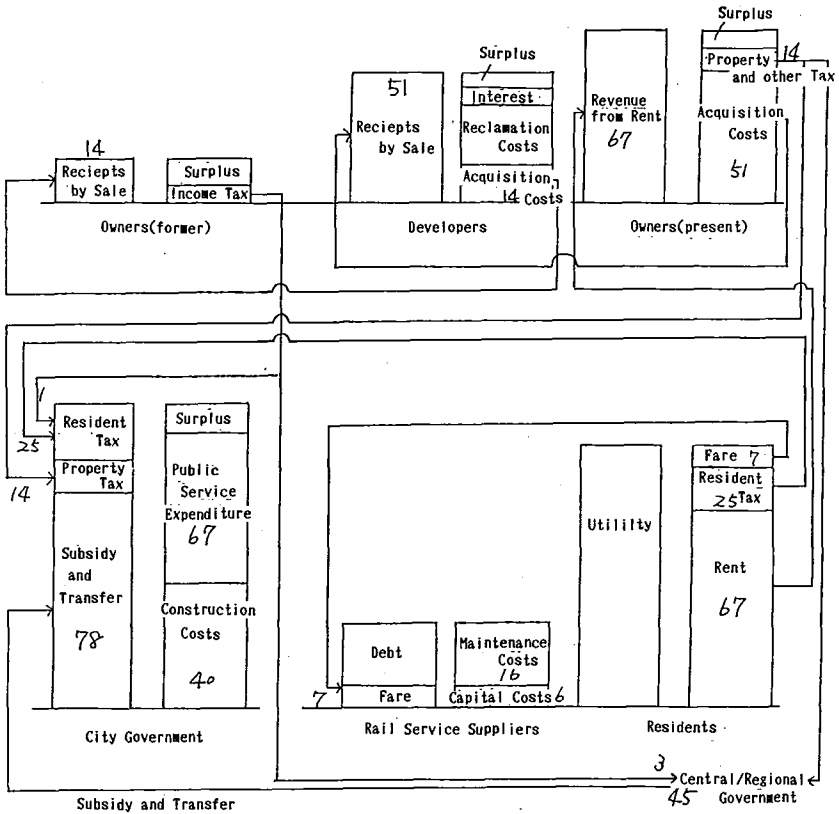 Surplus
Property
14
and other Tax
Revenue
from Rent
67
Acquisition
Costs
51
Surplus
51
Interest
Reciepts
by Sale
Reclamation
Costs
Acquisition
14 Costs
14
Reciepts
by Sale
Surplus
Income Tax
Owners(former)
Developers
Owners(present)
1
25
14
Resident
Tax
Property
Tax
Subsidy
and
Transfer
78
Surplus
Public
Service
Expenditure
67
Construction
Costs
40
City Government
Debt
7
Fare
Maintenance
Costs
16
Capital Costs 6
Rail Service Suppliers
Utililty
Fare 7
Resident
25 Tax
Rent
67
Residents
3
Central/Regional
45
Government
Subsidy and Transfer